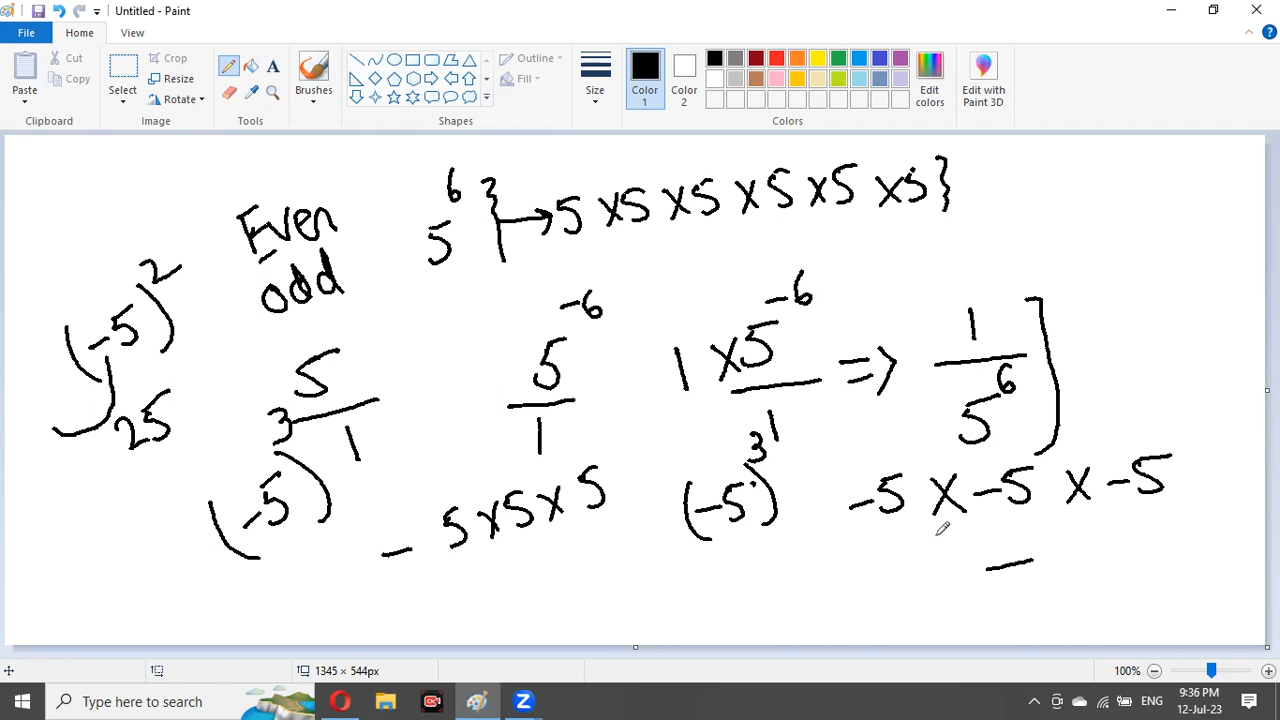 Untitled - Paint
File Home View
Paste Cut Copy Clipboard
Select Crop Resize Rotate Image
Tools
Brushes
Outline Fill Shapes
Size
Color 1 Color 2 Edit colors Colors
Edit with Paint 3D
5^6 } → 5 x 5 x 5 x 5 x 5 x 5 }
Even
odd
(-5)^2
25
5/1
5^-6/1
1 x 5^-6/1 => 1/5^6 ]
(-5)^3
- 5 x 5 x 5
(-5)^3
-5 x -5 x -5
-
1345 × 544px
100%
Type here to search
ENG
9:36 PM
12-Jul-23